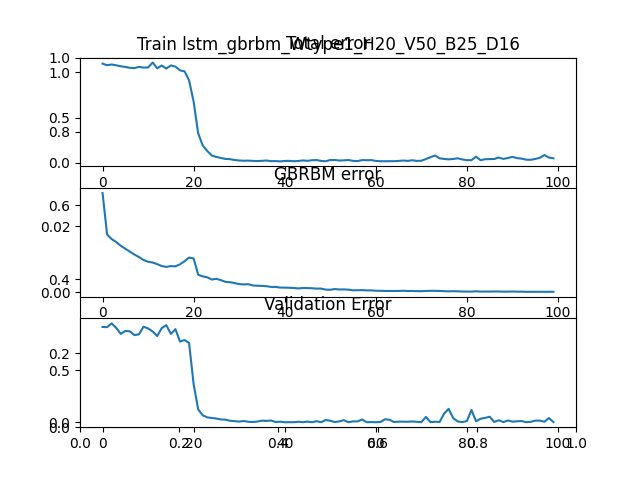 Train lstm_gbrbm_Wtype1_H20_V50_B25_D16
Total error
1.0
1.0
0.5
0.8
0.0
0 20 40 60 80 100
GBRBM error
0.6
0.02
0.4
0.00
0 20 40 60 80 100
Validation Error
0.2
0.5
0.0
0.0
0 20 40 60 80 100
0.0 0.2 0.4 0.6 0.8 1.0